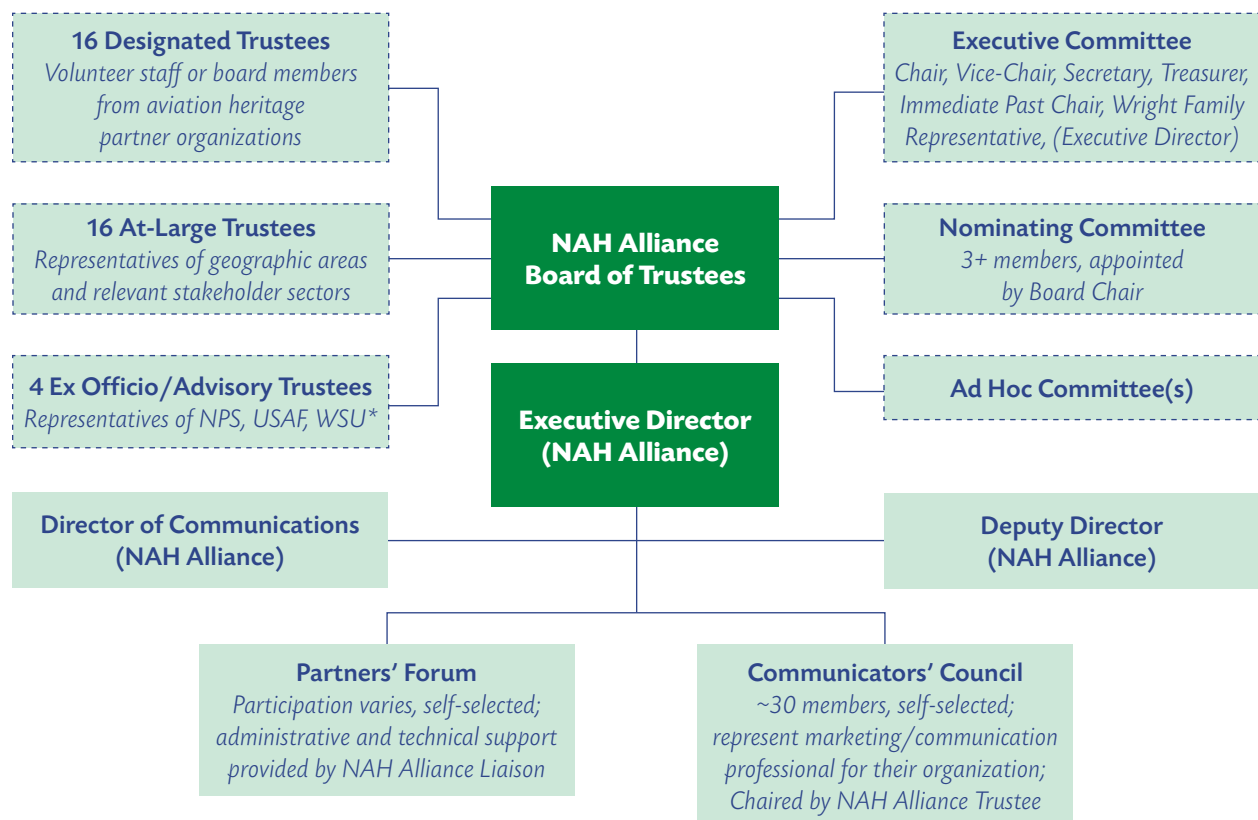 16 Designated Trustees
Volunteer staff or board members
from aviation heritage
partner organizations
Executive Committee
Chair, Vice-Chair, Secretary, Treasurer,
Immediate Past Chair, Wright Family
Representative, (Executive Director)
16 At-Large Trustees
Representatives of geographic areas
and relevant stakeholder sectors
NAH Alliance
Board of Trustees
Nominating Committee
3+ members, appointed
by Board Chair
4 Ex Officio/Advisory Trustees
Representatives of NPS, USAF, WSU*
Executive Director
(NAH Alliance)
Ad Hoc Committee(s)
Director of Communications
(NAH Alliance)
Deputy Director
(NAH Alliance)
Partners’ Forum
Participation varies, self-selected;
administrative and technical support
provided by NAH Alliance Liaison
Communicators’ Council
~30 members, self-selected;
represent marketing/communication
professional for their organization;
Chaired by NAH Alliance Trustee